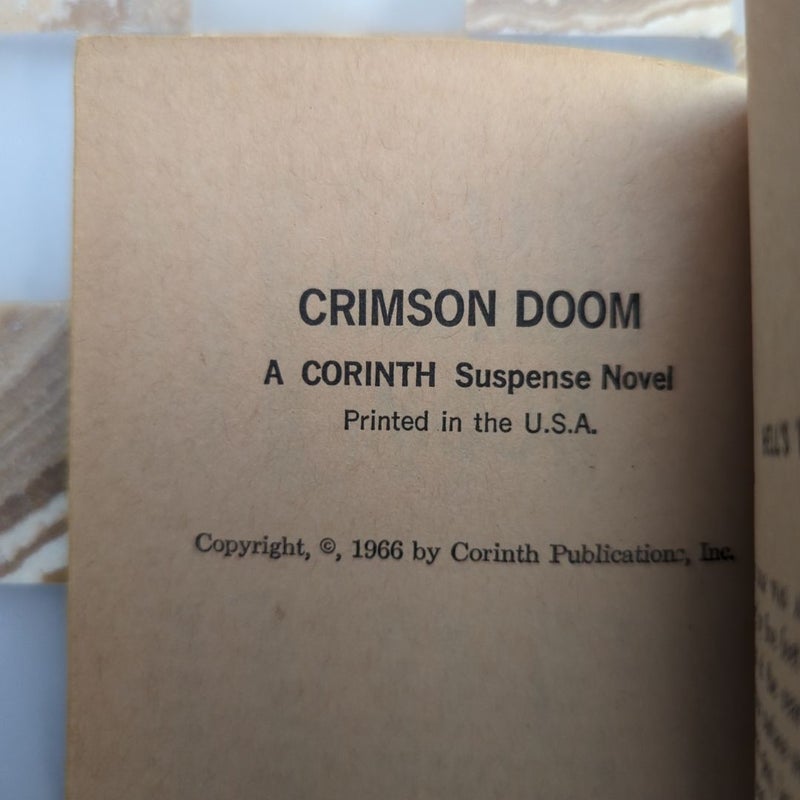 CRIMSON DOOM
A CORINTH Suspense Novel
Printed in the U.S.A.
Copyright, ©, 1966 by Corinth Publications, Inc.